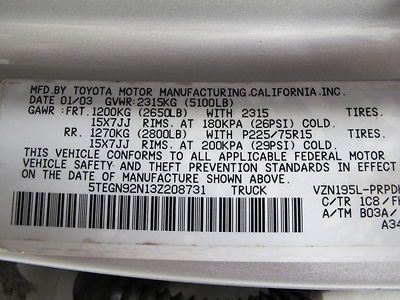 MFD.BY TOYOTA MOTOR MANUFACTURING.CALIFORNIA.INC.
DATE 01/03 GVWR:2315KG (5100LB)
GAWR :FRT.1200KG (2650LB) WITH 2315 TIRES.
15X7JJ RIMS. AT 180KPA (26PSI) COLD.
RR. 1270KG (2800LB) WITH P225/75R15 TIRES.
15X7JJ RIMS. AT 200KPA (29PSI) COLD.
THIS VEHICLE CONFORMS TO ALL APPLICABLE FEDERAL MOTOR
VEHICLE SAFETY AND THEFT PREVENTION STANDARDS IN EFFECT
ON THE DATE OF MANUFACTURE SHOWN ABOVE.
5TEGN92N13Z208731 TRUCK VZN195L-PRPD
C/TR 1C8 /F
A/TM B03A/
A34